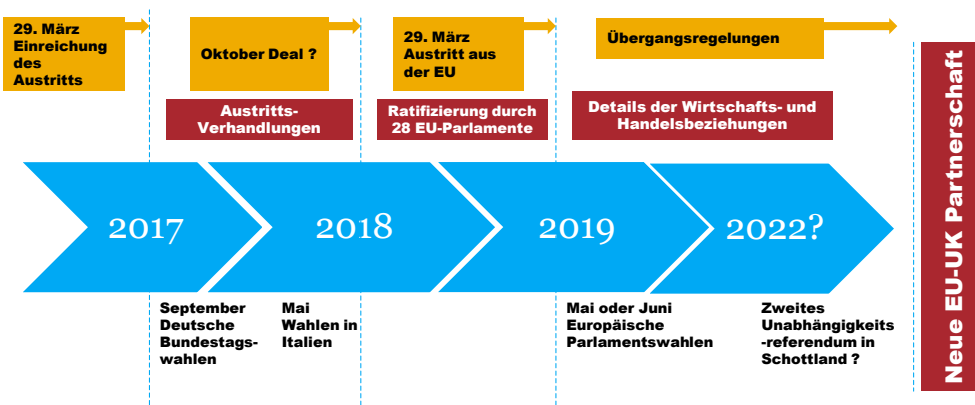 29. März
Einreichung
des
Austritts
Oktober Deal ?
29. März
Austritt aus
der EU
Übergangsregelungen
Austritts-
Verhandlungen
Ratifizierung durch
28 EU-Parlamente
Details der Wirtschafts- und
Handelsbeziehungen
2017
2018
2019
2022?
September
Deutsche
Bundestags-
wahlen
Mai
Wahlen in
Italien
Mai oder Juni
Europäische
Parlamentswahlen
Zweites
Unabhängigkeits
-referendum in
Schottland ?
Neue EU-UK Partnerschaft